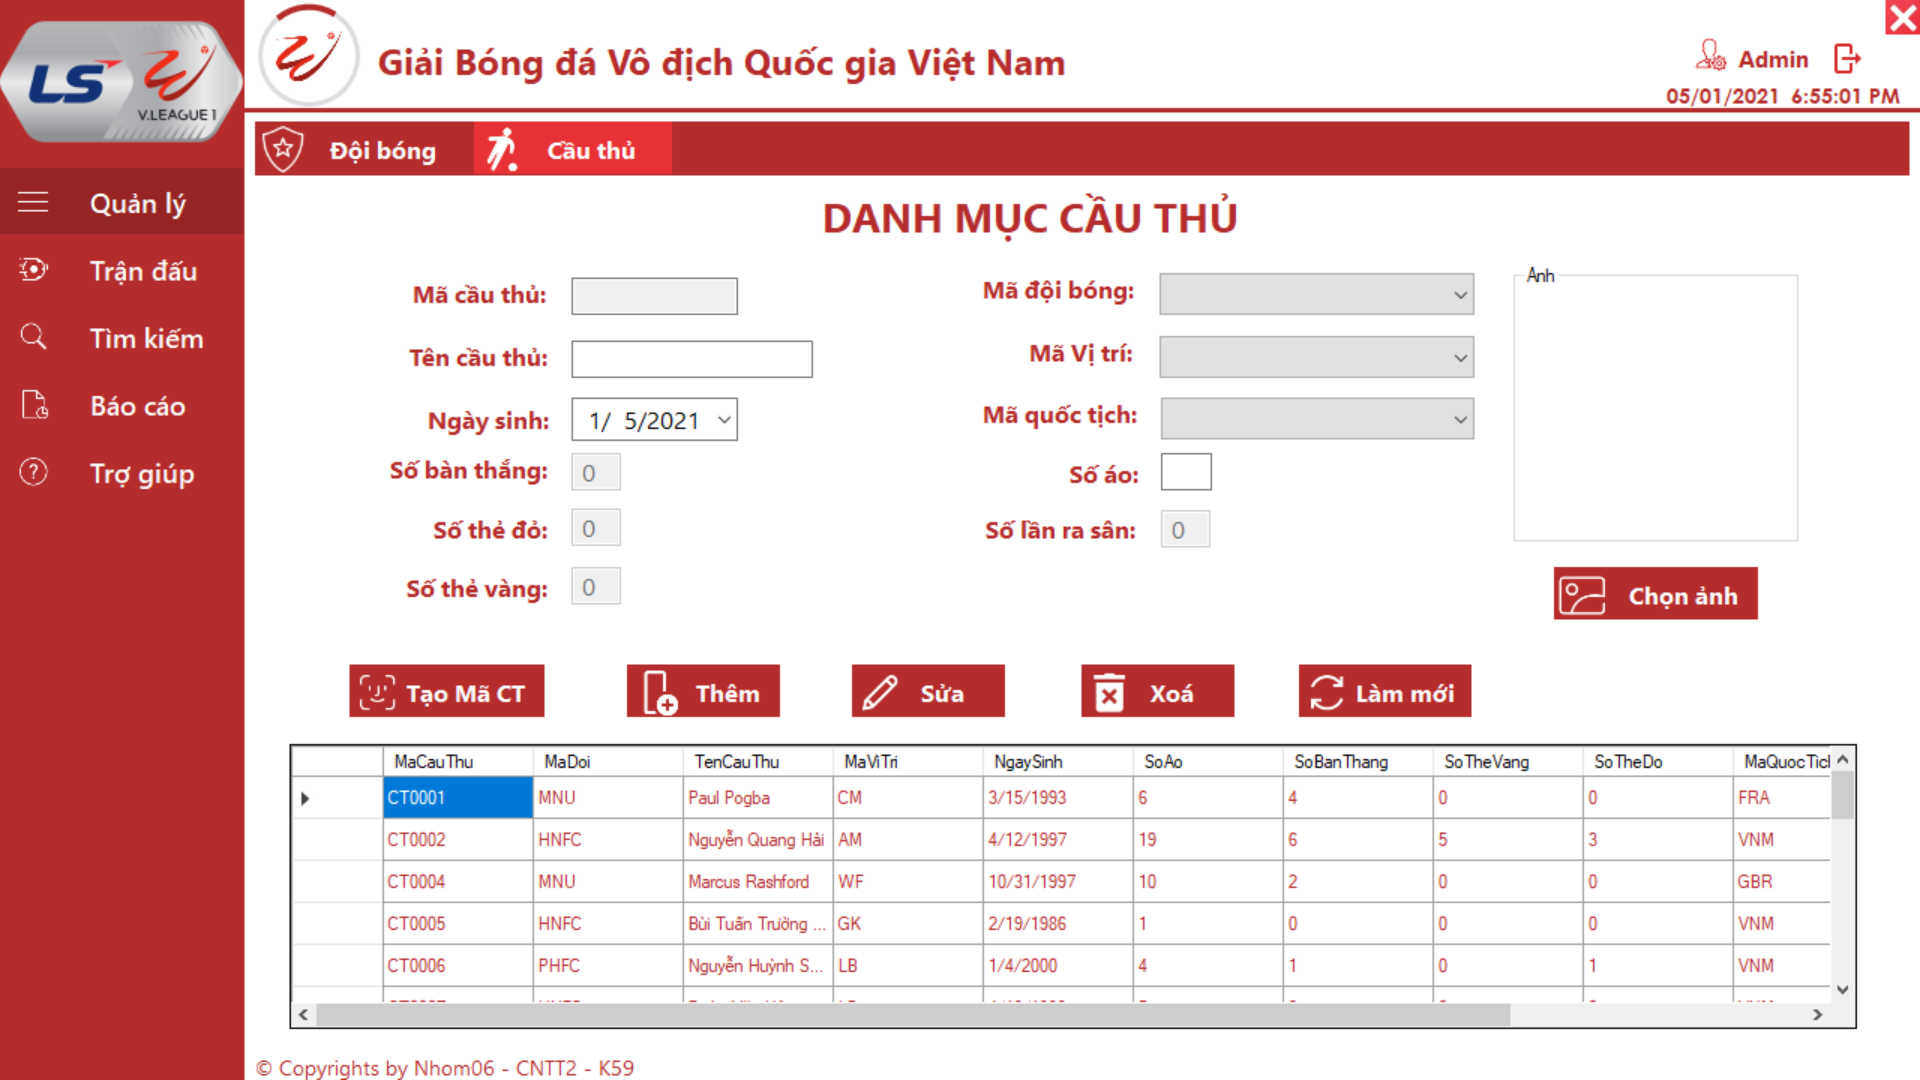 LS
V.LEAGUE 1
Giải Bóng đá Vô địch Quốc gia Việt Nam
Admin
05/01/2021 6:55:01 PM
Đội bóng
Cầu thủ
Quản lý
Trận đấu
Tìm kiếm
Báo cáo
Trợ giúp
DANH MỤC CẦU THỦ
Mã cầu thủ:
Tên cầu thủ:
Ngày sinh: 1/ 5/2021
Số bàn thắng: 0
Số thẻ đỏ: 0
Số thẻ vàng: 0
Mã đội bóng:
Mã Vị trí:
Mã quốc tịch:
Số áo:
Số lần ra sân: 0
Ảnh
Chọn ảnh
Tạo Mã CT
Thêm
Sửa
Xoá
Làm mới
MaCauThu MaDoi TenCauThu MaViTri NgaySinh SoAo SoBanThang SoTheVang SoTheDo MaQuocTicl
CT0001 MNU Paul Pogba CM 3/15/1993 6 4 0 0 FRA
CT0002 HNFC Nguyễn Quang Hải AM 4/12/1997 19 6 5 3 VNM
CT0004 MNU Marcus Rashford WF 10/31/1997 10 2 0 0 GBR
CT0005 HNFC Bùi Tuấn Trường ... GK 2/19/1986 1 0 0 0 VNM
CT0006 PHFC Nguyễn Huỳnh S... LB 1/4/2000 4 1 0 1 VNM
© Copyrights by Nhom06 - CNTT2 - K59